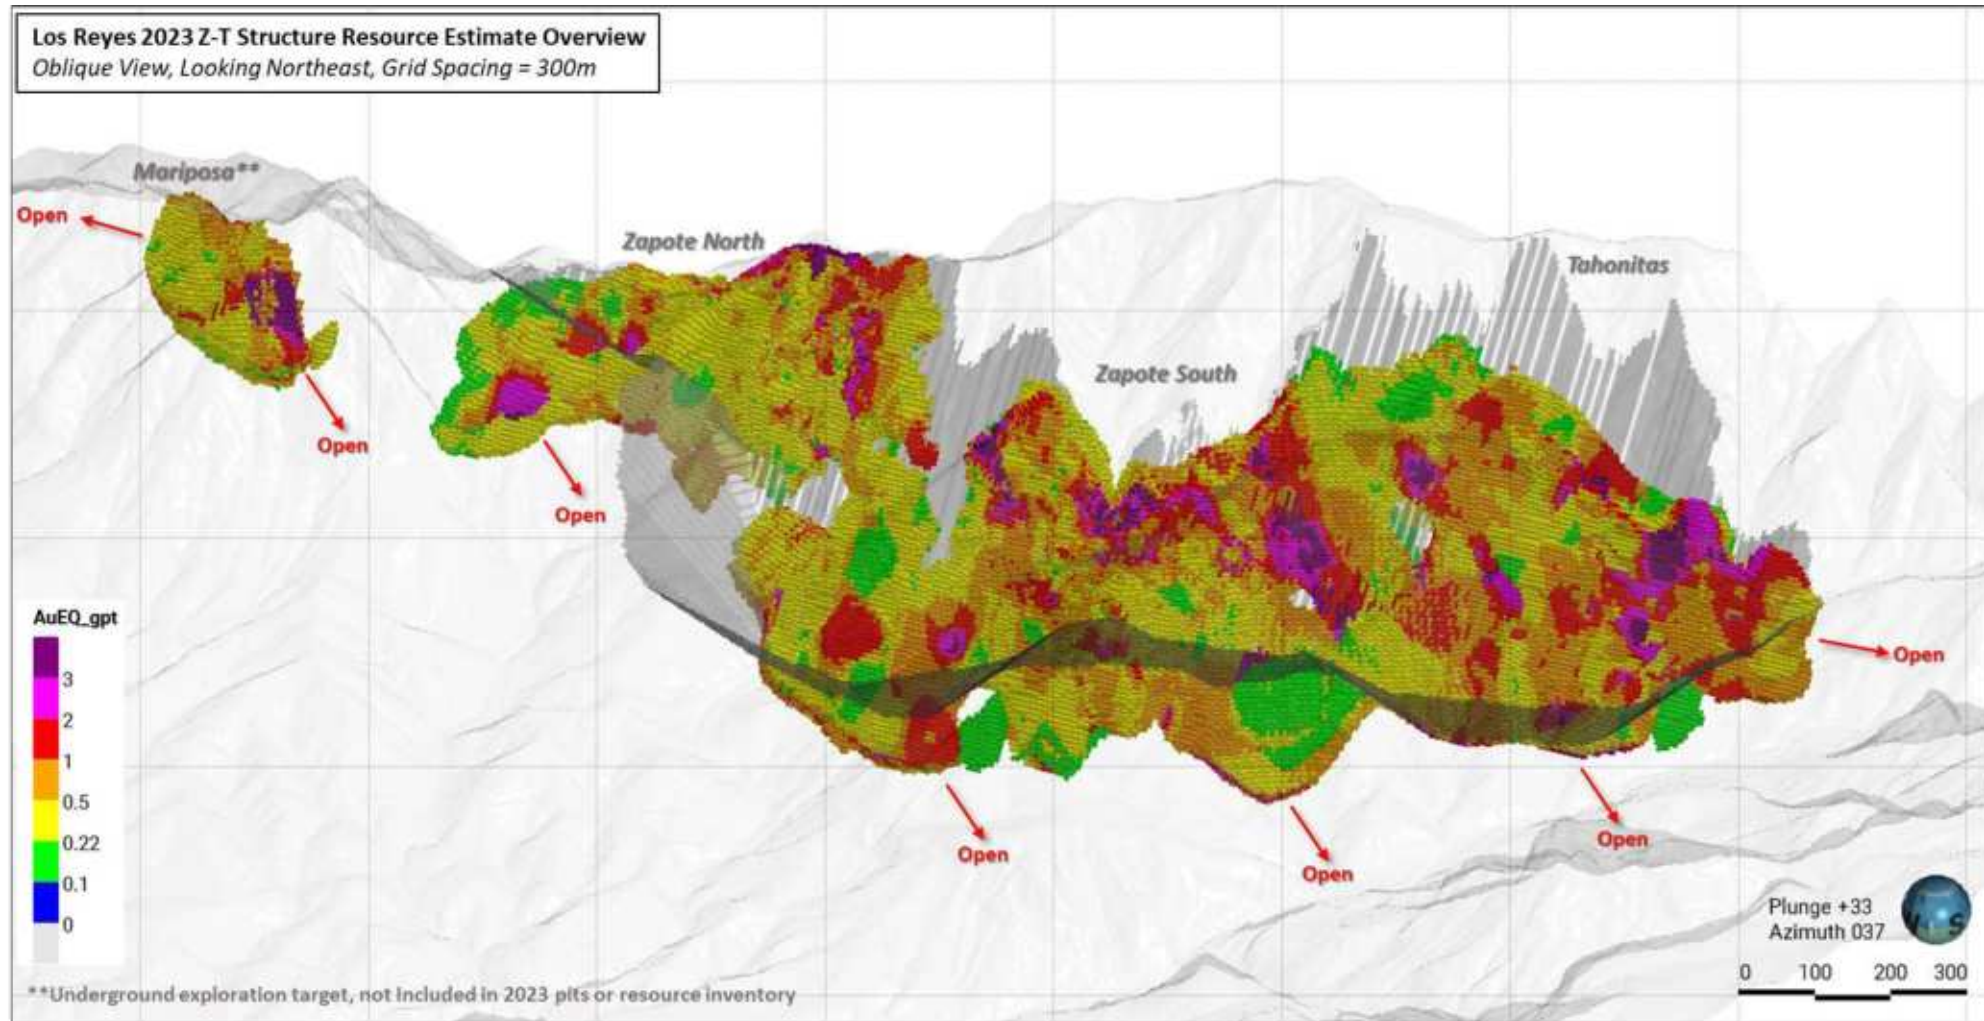 Los Reyes 2023 Z-T Structure Resource Estimate Overview
Oblique View, Looking Northeast, Grid Spacing = 300m
Mariposa**
Open
Zapote North
Tahonitas
Zapote South
Open
Open
Open
Open
Open
Open
AuEQ_gpt
3
2
1
0.5
0.22
0.1
0
Plunge +33
Azimuth 037
0 100 200 300
**Underground exploration target, not included in 2023 pits or resource inventory